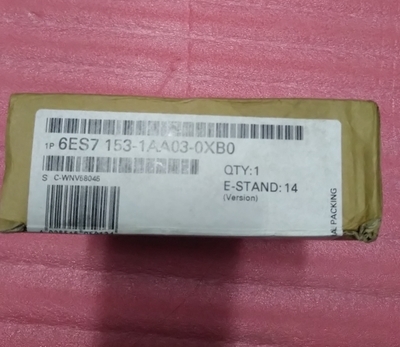 1P 6ES7 153-1AA03-0XB0
S C-WNV68046
QTY:1
E-STAND: 14
(Version)
PACKING